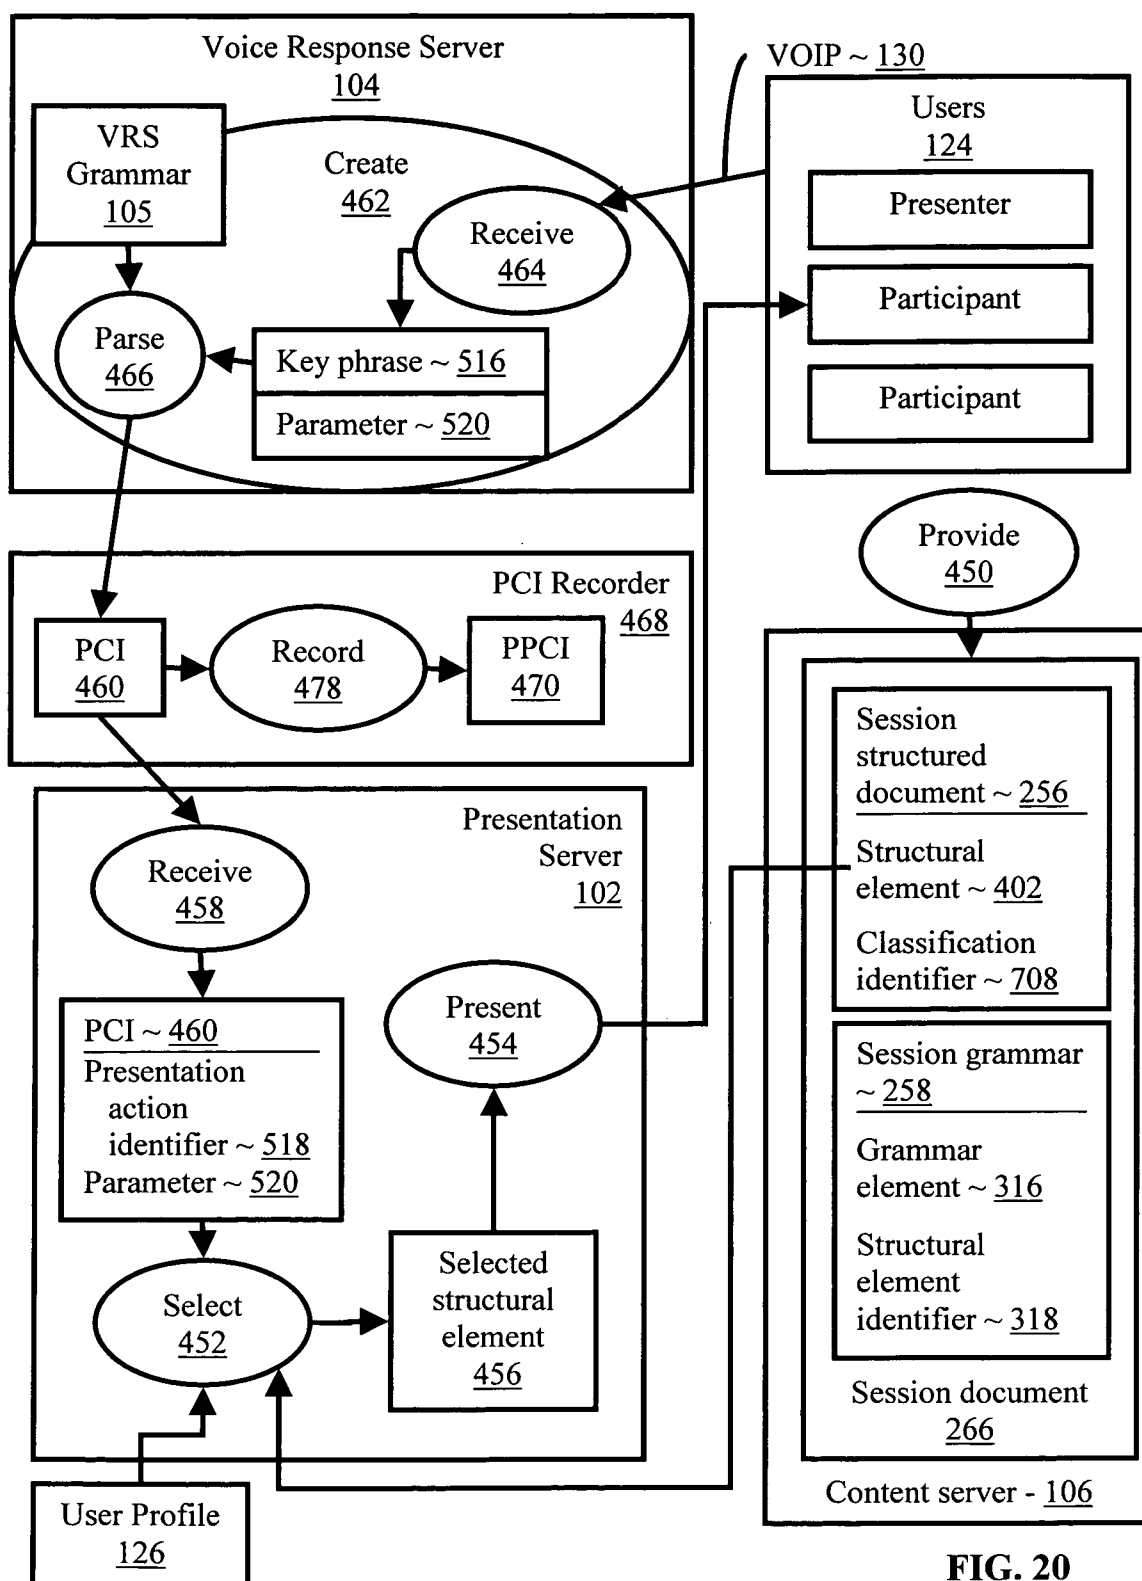 Voice Response Server
104
VOIP ~ 130
VRS
Grammar
105
Create
462
Receive
464
Parse
466
Key phrase ~ 516
Parameter ~ 520
Users
124
Presenter
Participant
Participant
Provide
450
PCI Recorder
468
PCI
460
Record
478
PPCI
470
Presentation
Server
102
Receive
458
PCI ~ 460
Presentation
action
identifier ~ 518
Parameter ~ 520
Present
454
Select
452
Selected
structural
element
456
User Profile
126
Session
structured
document ~ 256
Structural
element ~ 402
Classification
identifier ~ 708
Session grammar
~ 258
Grammar
element ~ 316
Structural
element
identifier ~ 318
Session document
266
Content server - 106
FIG. 20